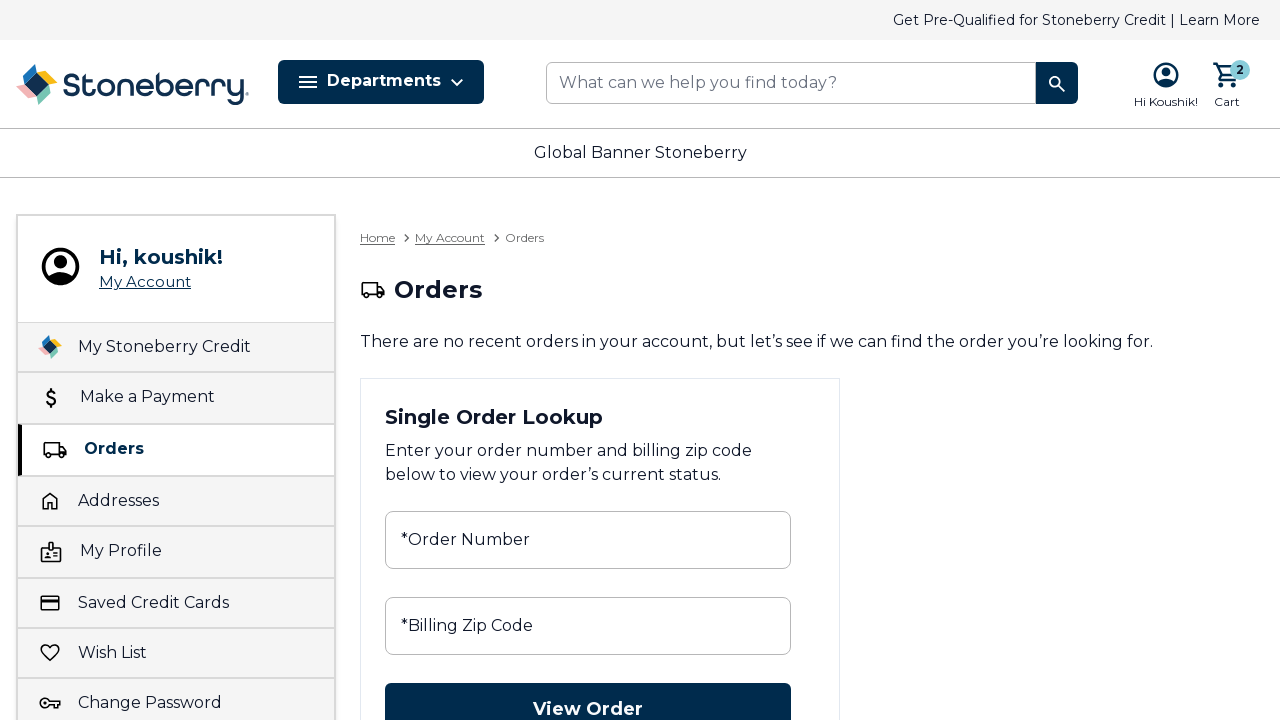 Get Pre-Qualified for Stoneberry Credit | Learn More
Stoneberry®
Departments
What can we help you find today?
Hi Koushik!
2
Cart
Global Banner Stoneberry
Hi, koushik!
My Account
My Stoneberry Credit
Make a Payment
Orders
Addresses
My Profile
Saved Credit Cards
Wish List
Change Password
Home > My Account > Orders
Orders
There are no recent orders in your account, but let’s see if we can find the order you’re looking for.
Single Order Lookup
Enter your order number and billing zip code
below to view your order’s current status.
*Order Number
*Billing Zip Code
View Order